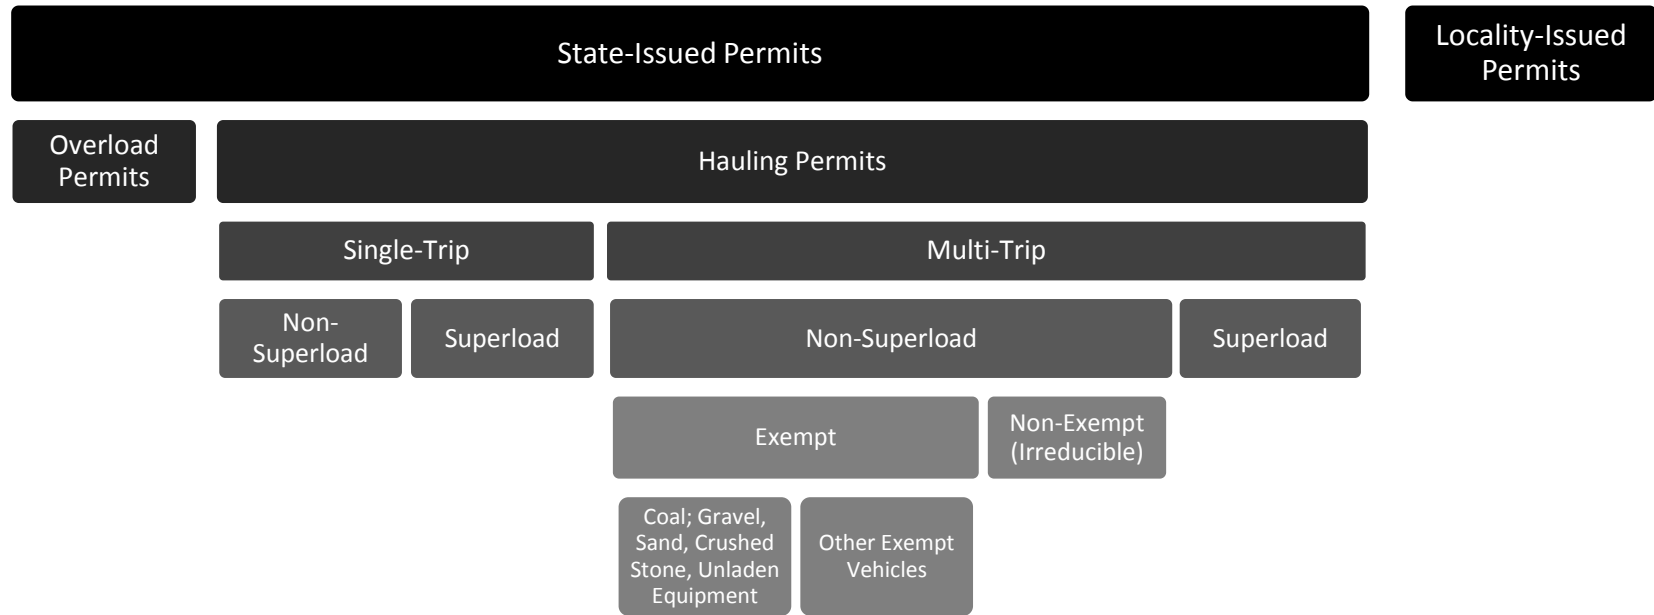 State-Issued Permits
Locality-Issued
Permits
Overload
Permits
Hauling Permits
Single-Trip
Multi-Trip
Non-
Superload
Superload
Non-Superload
Superload
Exempt
Non-Exempt
(Irreducible)
Coal; Gravel,
Sand, Crushed
Stone, Unladen
Equipment
Other Exempt
Vehicles